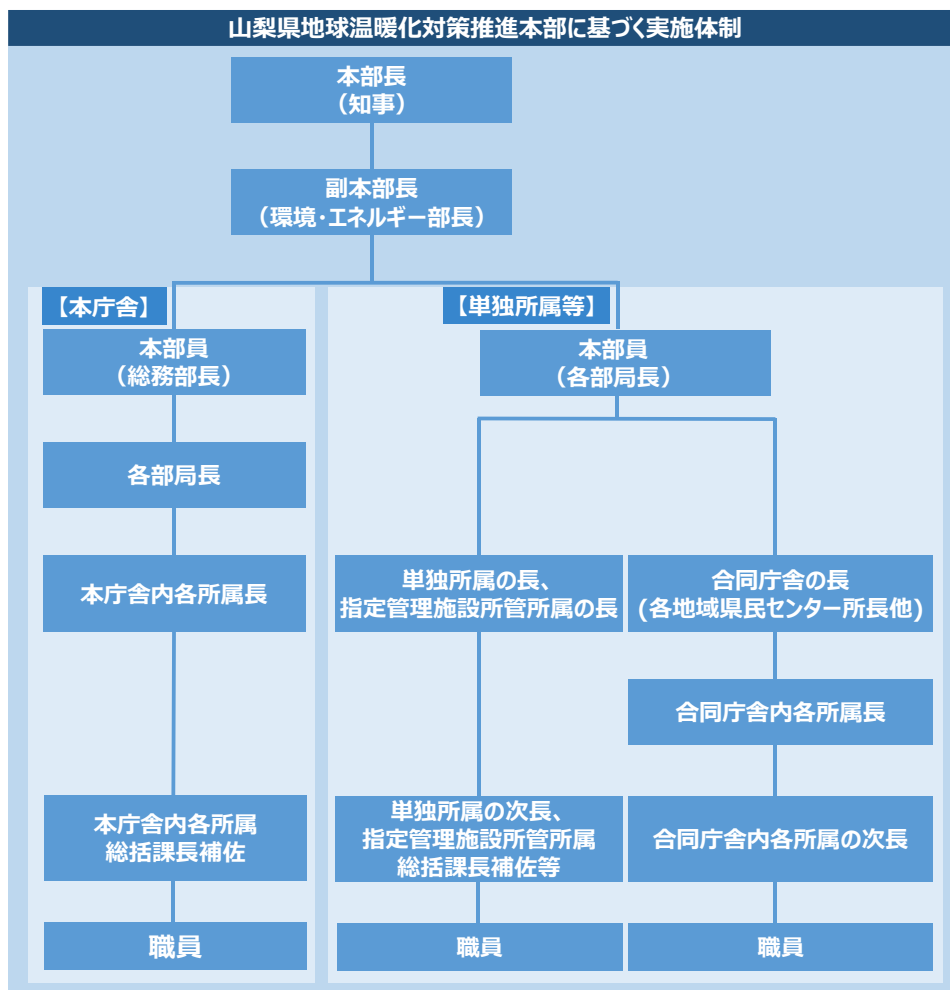 山梨県地球温暖化対策推進本部に基づく実施体制
本部長
（知事）
副本部長
（環境・エネルギー部長）
【本庁舎】
本部員
（総務部長）
各部局長
本庁舎内各所属長
本庁舎内各所属
総括課長補佐
職員
【単独所属等】
本部員
（各部局長）
単独所属の長、
指定管理施設所管所属の長
単独所属の次長、
指定管理施設所管所属
総括課長補佐等
職員
合同庁舎の長
(各地域県民センター所長他)
合同庁舎内各所属長
合同庁舎内各所属の次長
職員